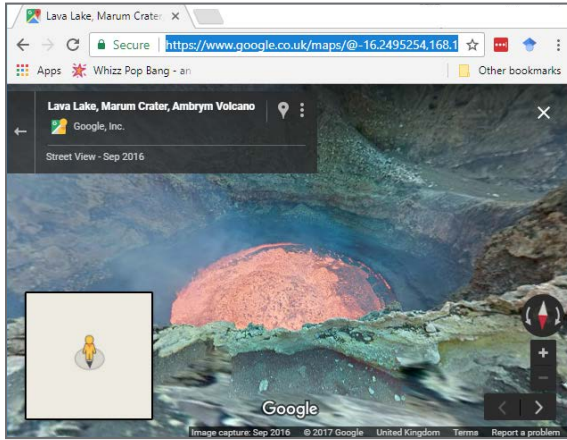 Lava Lake, Marum Crater
Secure https://www.google.co.uk/maps/@-16.2495254,168.1
Apps Whizz Pop Bang - an Other bookmarks
Lava Lake, Marum Crater, Ambrym Volcano
Google, Inc.
Street View - Sep 2016
Google
Image capture: Sep 2016 © 2017 Google United Kingdom Terms Report a problem